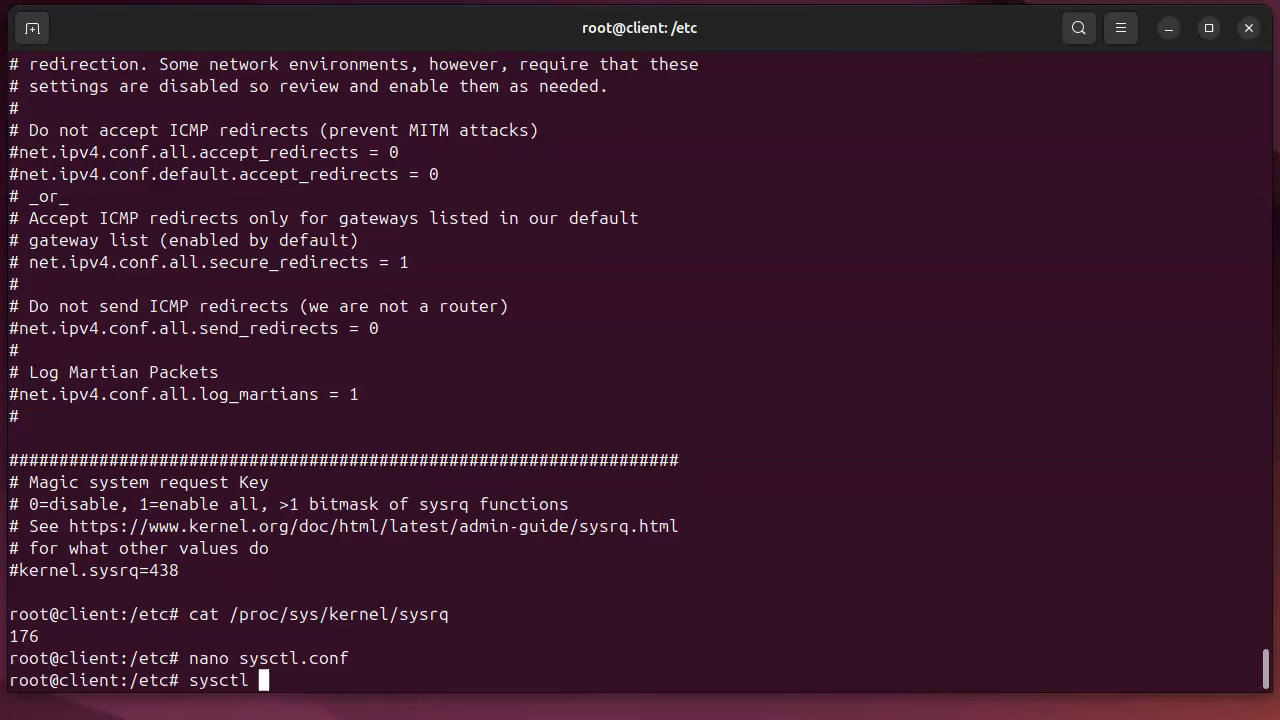 root@client: /etc
# redirection. Some network environments, however, require that these
# settings are disabled so review and enable them as needed.
#
# Do not accept ICMP redirects (prevent MITM attacks)
#net.ipv4.conf.all.accept_redirects = 0
#net.ipv4.conf.default.accept_redirects = 0
# _or_
# Accept ICMP redirects only for gateways listed in our default
# gateway list (enabled by default)
# net.ipv4.conf.all.secure_redirects = 1
#
# Do not send ICMP redirects (we are not a router)
#net.ipv4.conf.all.send_redirects = 0
#
# Log Martian Packets
#net.ipv4.conf.all.log_martians = 1
#
###################################################################
# Magic system request Key
# 0=disable, 1=enable all, >1 bitmask of sysrq functions
# See https://www.kernel.org/doc/html/latest/admin-guide/sysrq.html
# for what other values do
#kernel.sysrq=438
root@client:/etc# cat /proc/sys/kernel/sysrq
176
root@client:/etc# nano sysctl.conf
root@client:/etc# sysctl